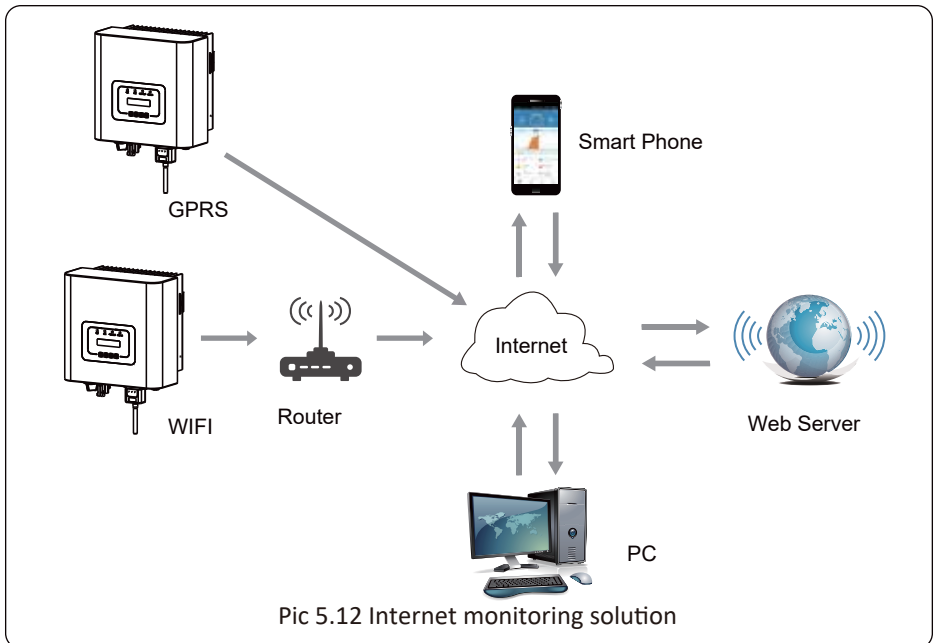 Smart Phone
GPRS
Internet
WIFI
Router
Web Server
PC
Pic 5.12 Internet monitoring solution